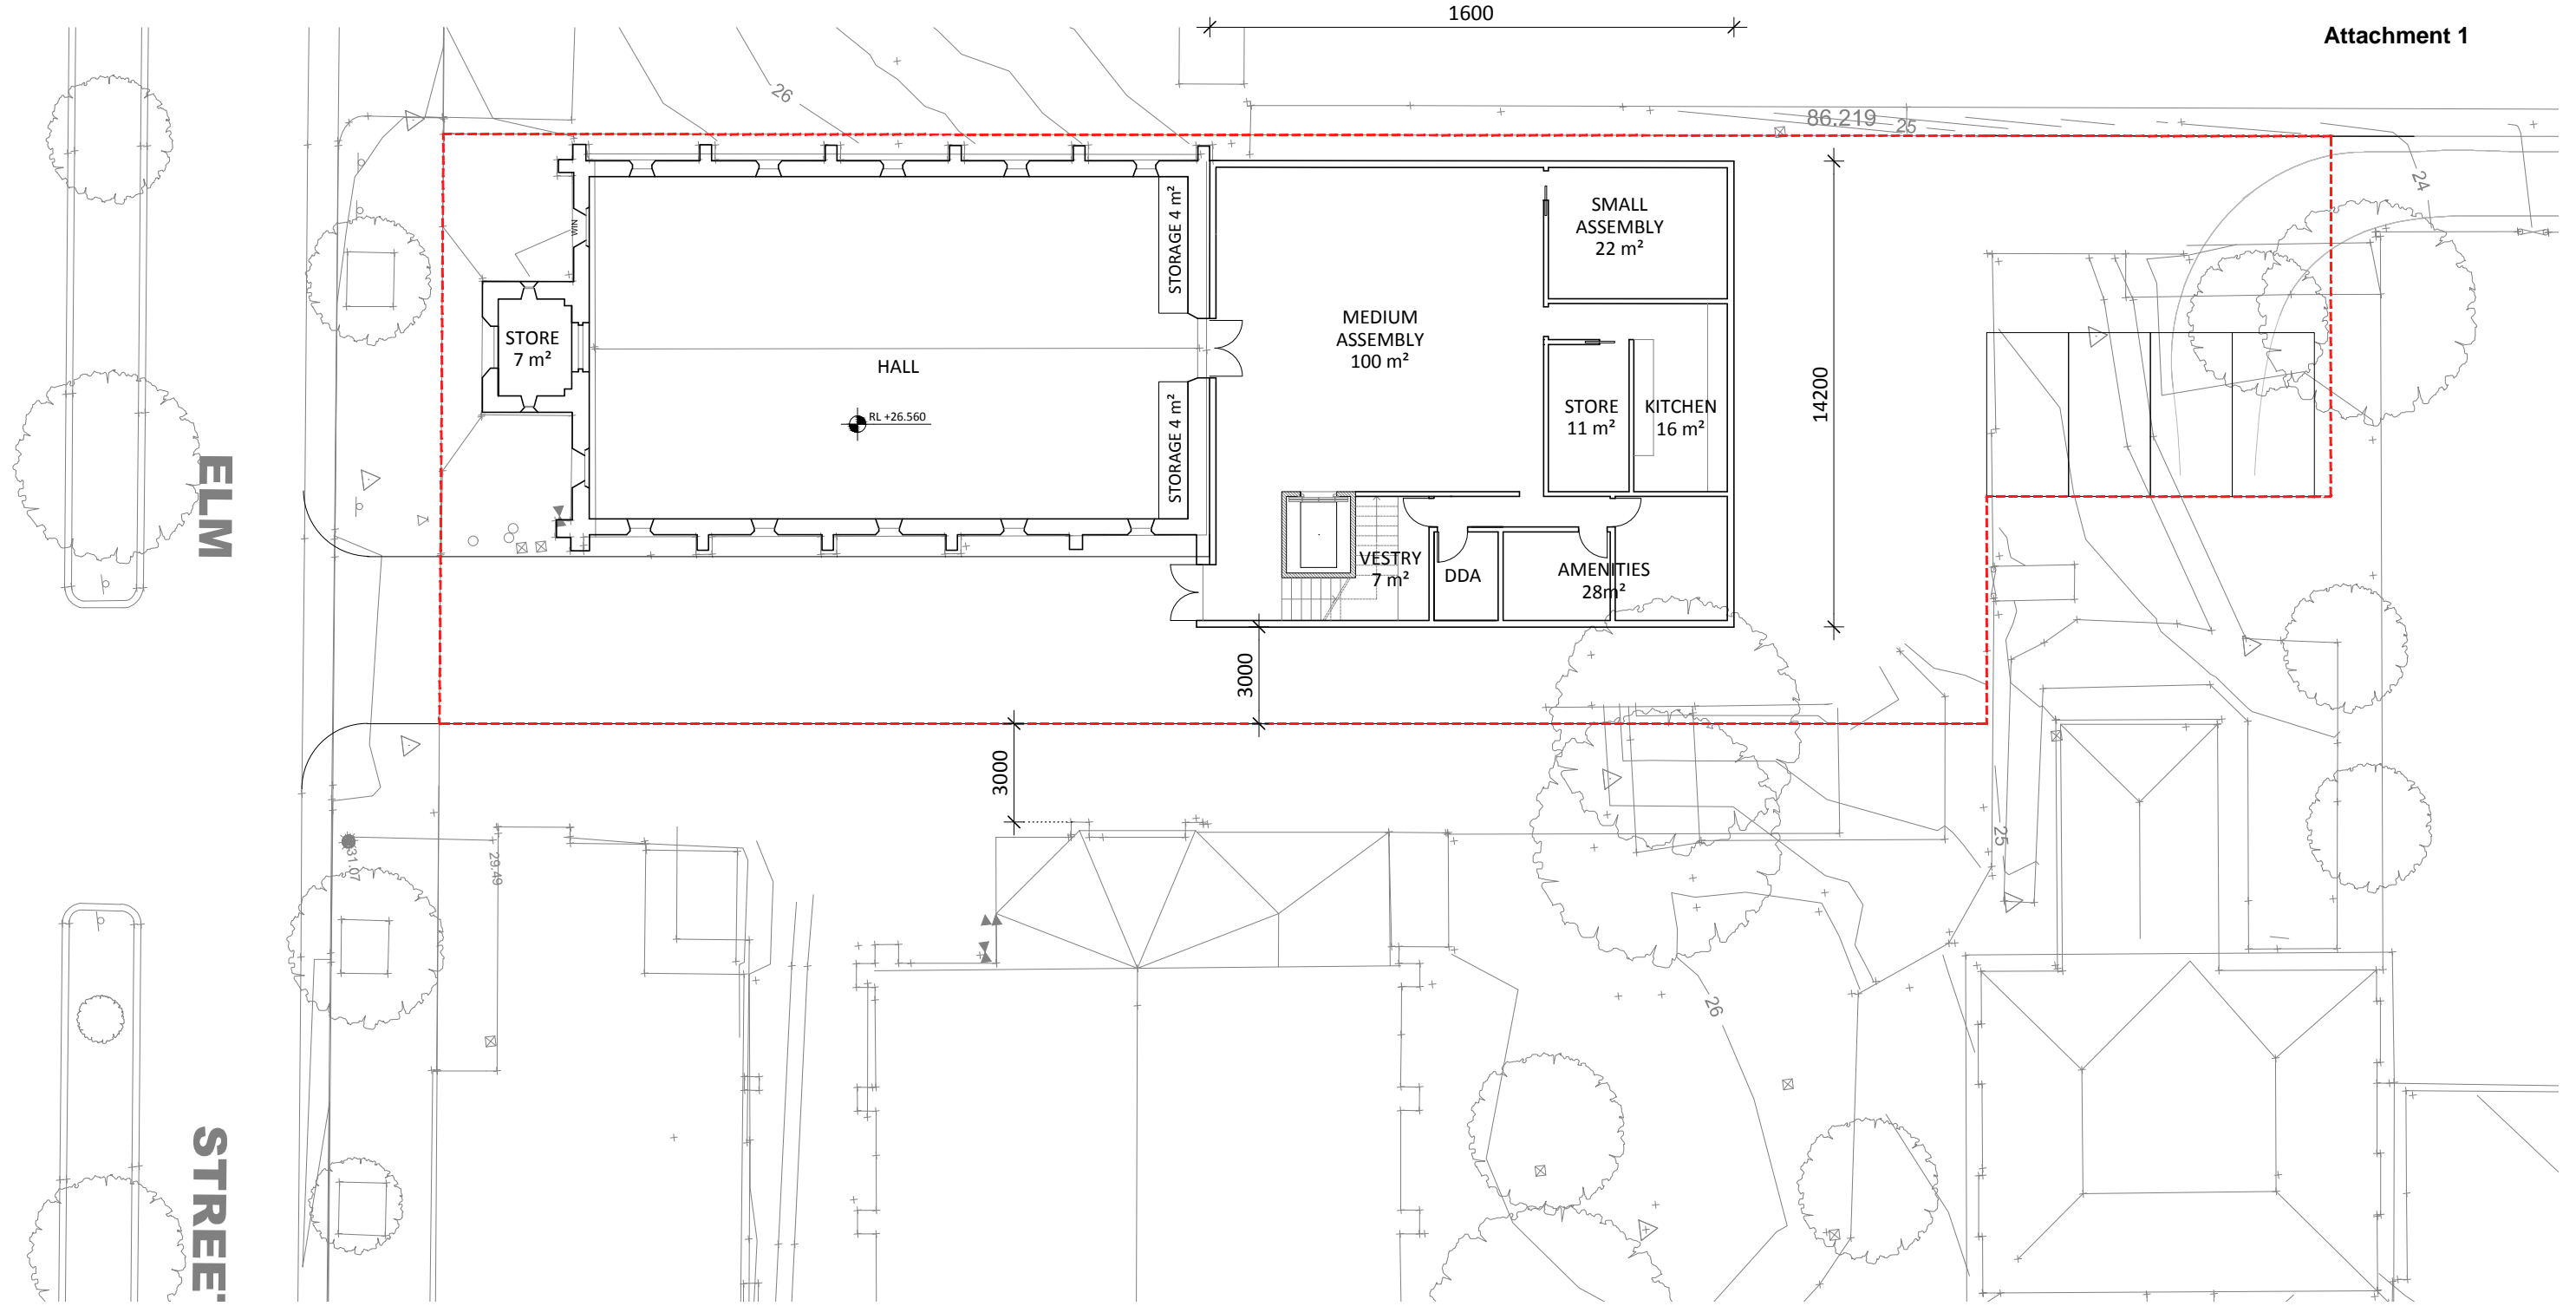 1600
Attachment 1
26
86.219
25
24
WIN
STORAGE 4 m²
SMALL
ASSEMBLY
22 m²
MEDIUM
ASSEMBLY
100 m²
STORE
7 m²
HALL
RL +26.560
STORAGE 4 m²
STORE
11 m²
KITCHEN
16 m²
14200
ELM
VESTRY
7 m²
DDA
AMENITIES
28m²
3000
3000
31.07
29.49
25
26
STREET